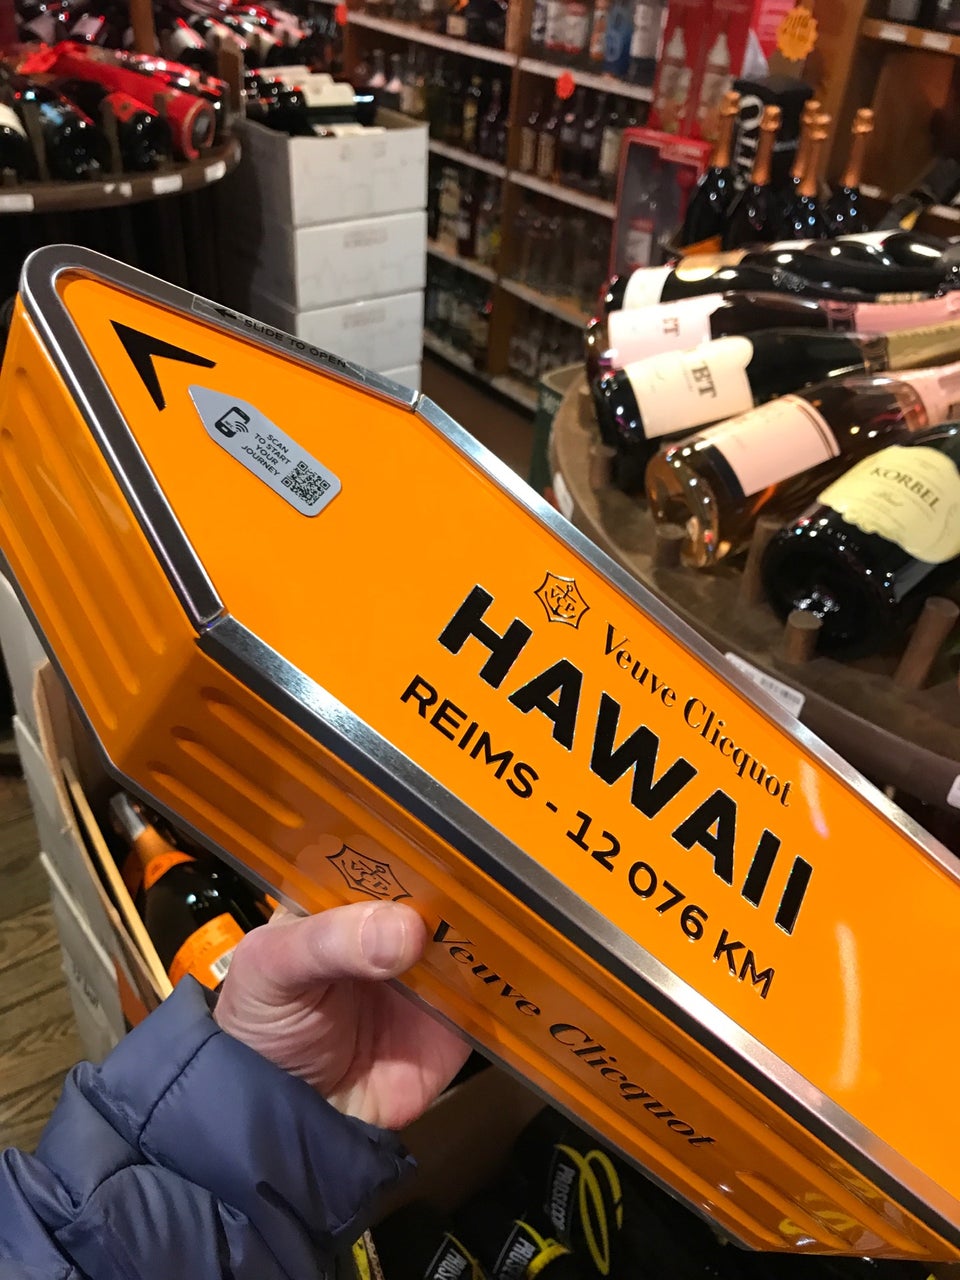 SLIDE TO OPEN
SCAN
TO START
YOUR
JOURNEY
VCP
Veuve Clicquot
HAWAII
REIMS - 12 076 KM
VCP
Veuve Clicquot
KORBEL
Brut